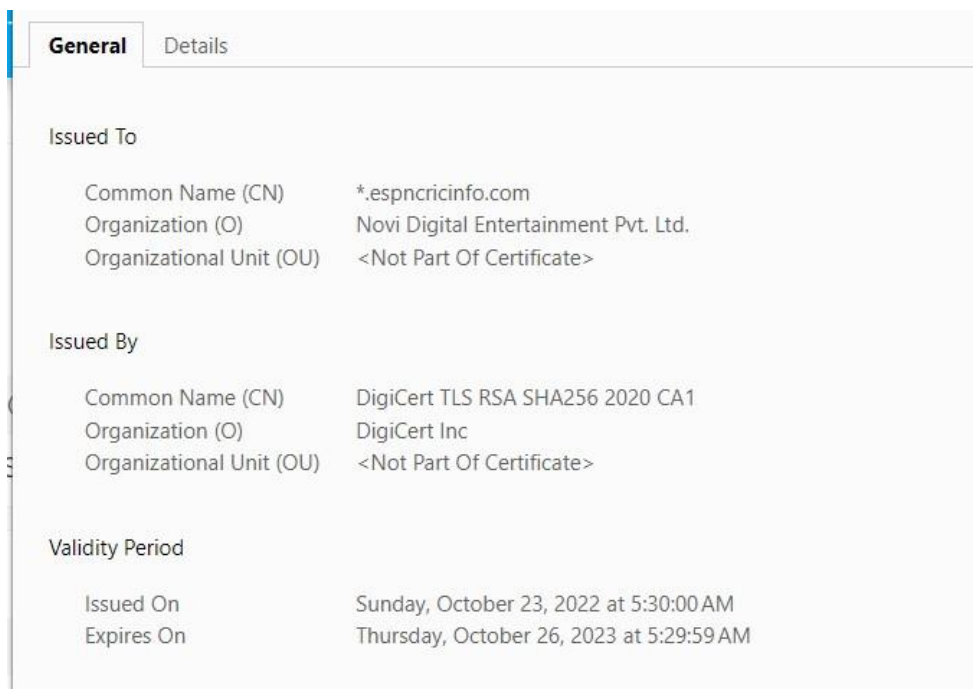 General Details
Issued To
Common Name (CN) *.espncricinfo.com
Organization (O) Novi Digital Entertainment Pvt. Ltd.
Organizational Unit (OU) <Not Part Of Certificate>
Issued By
Common Name (CN) DigiCert TLS RSA SHA256 2020 CA1
Organization (O) DigiCert Inc
Organizational Unit (OU) <Not Part Of Certificate>
Validity Period
Issued On Sunday, October 23, 2022 at 5:30:00 AM
Expires On Thursday, October 26, 2023 at 5:29:59 AM